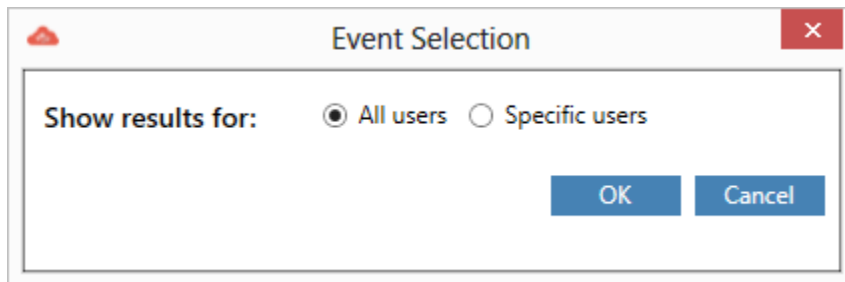 Event Selection
Show results for: All users Specific users
OK Cancel